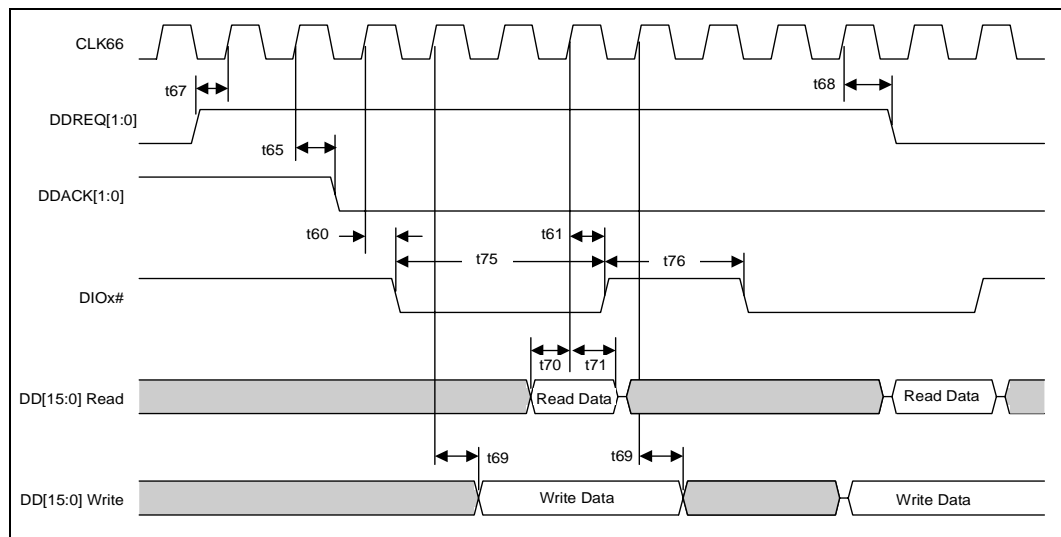 CLK66
t67
t68
DDREQ[1:0]
t65
DDACK[1:0]
t60
t61
t75
t76
DIOx#
t70
t71
DD[15:0] Read
Read Data
Read Data
t69
t69
DD[15:0] Write
Write Data
Write Data